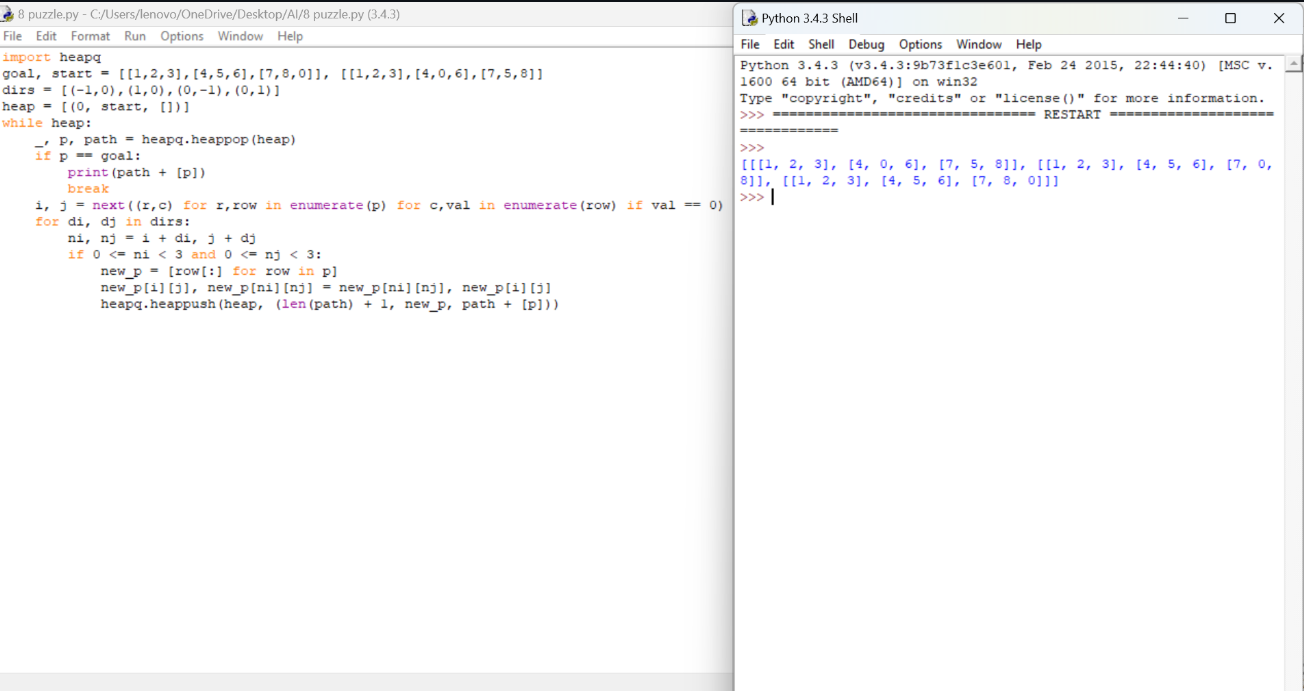 8 puzzle.py - C:/Users/lenovo/OneDrive/Desktop/AI/8 puzzle.py (3.4.3)
File Edit Format Run Options Window Help
import heapq
goal, start = [[1,2,3],[4,5,6],[7,8,0]], [[1,2,3],[4,0,6],[7,5,8]]
dirs = [(-1,0),(1,0),(0,-1),(0,1)]
heap = [(0, start, [])]
while heap:
    _, p, path = heapq.heappop(heap)
    if p == goal:
        print(path + [p])
        break
    i, j = next((r,c) for r,row in enumerate(p) for c,val in enumerate(row) if val == 0)
    for di, dj in dirs:
        ni, nj = i + di, j + dj
        if 0 <= ni < 3 and 0 <= nj < 3:
            new_p = [row[:] for row in p]
            new_p[i][j], new_p[ni][nj] = new_p[ni][nj], new_p[i][j]
            heapq.heappush(heap, (len(path) + 1, new_p, path + [p]))
Python 3.4.3 Shell
File Edit Shell Debug Options Window Help
Python 3.4.3 (v3.4.3:9b73f1c3e601, Feb 24 2015, 22:44:40) [MSC v.
1600 64 bit (AMD64)] on win32
Type "copyright", "credits" or "license()" for more information.
>>> ================================ RESTART ====================
============
>>>
[[[1, 2, 3], [4, 0, 6], [7, 5, 8]], [[1, 2, 3], [4, 5, 6], [7, 0,
8]], [[1, 2, 3], [4, 5, 6], [7, 8, 0]]]
>>>